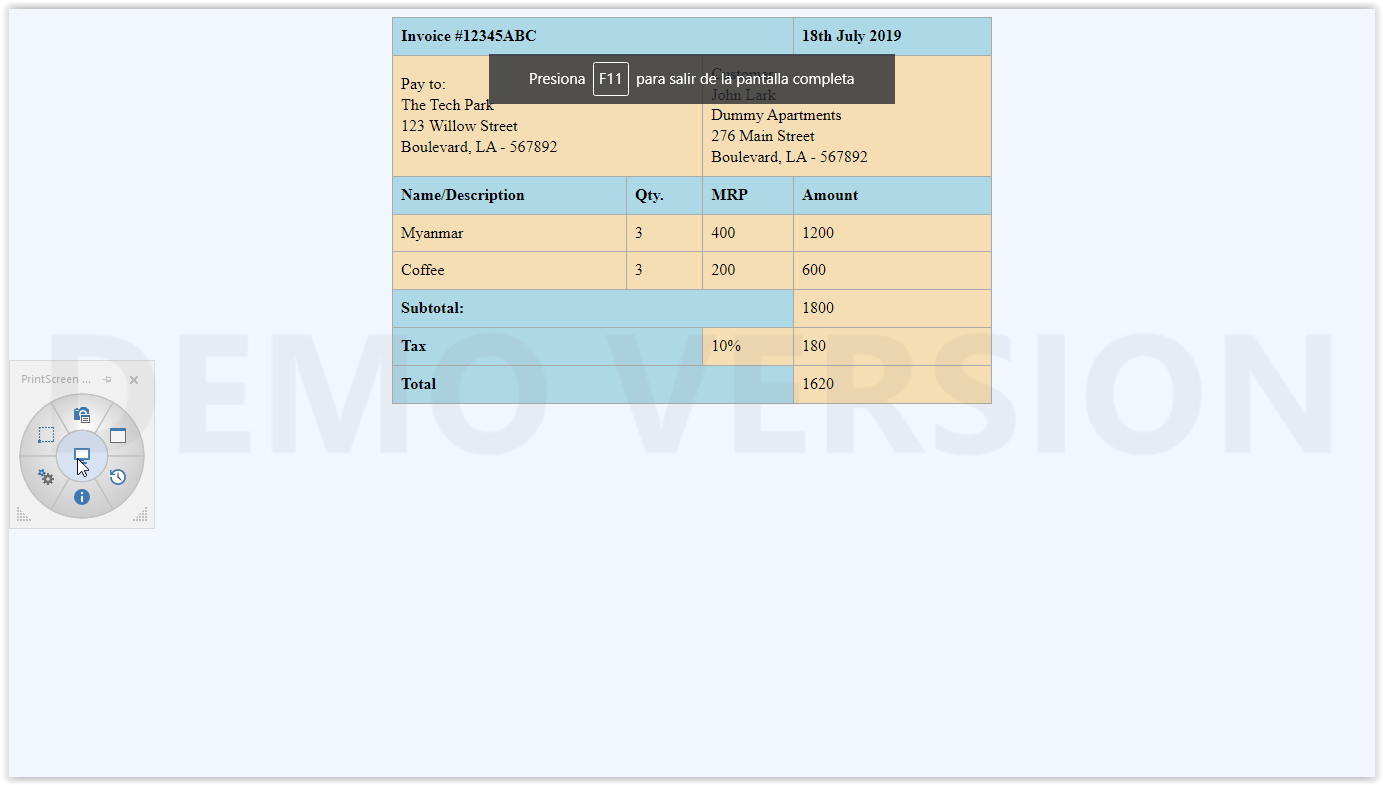 Invoice #12345ABC 18th July 2019
Presiona F11 para salir de la pantalla completa
Pay to:
The Tech Park
123 Willow Street
Boulevard, LA - 567892
Customer:
John Lark
Dummy Apartments
276 Main Street
Boulevard, LA - 567892
Name/Description Qty. MRP Amount
Myanmar 3 400 1200
Coffee 3 200 600
Subtotal: 1800
Tax 10% 180
Total 1620
DEMO VERSION
PrintScreen ...